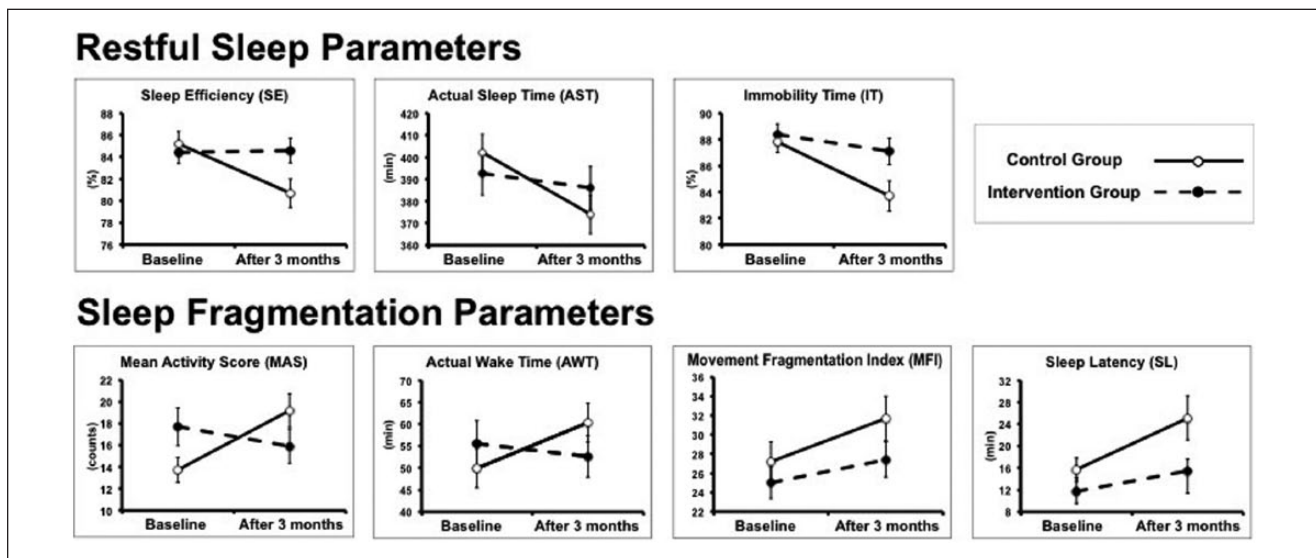 Restful Sleep Parameters
Sleep Efficiency (SE)
88
86
84
82
80
78
76
(%)
Baseline After 3 months
Actual Sleep Time (AST)
420
410
400
390
380
370
360
(min)
Baseline After 3 months
Immobility Time (IT)
90
88
86
84
82
80
(%)
Baseline After 3 months
Control Group
Intervention Group
Sleep Fragmentation Parameters
Mean Activity Score (MAS)
22
20
18
16
14
12
10
(counts)
Baseline After 3 months
Actual Wake Time (AWT)
70
65
60
55
50
45
40
(min)
Baseline After 3 months
Movement Fragmentation Index (MFI)
36
34
32
30
28
26
24
22
Baseline After 3 months
Sleep Latency (SL)
32
28
24
20
16
12
8
(min)
Baseline After 3 months